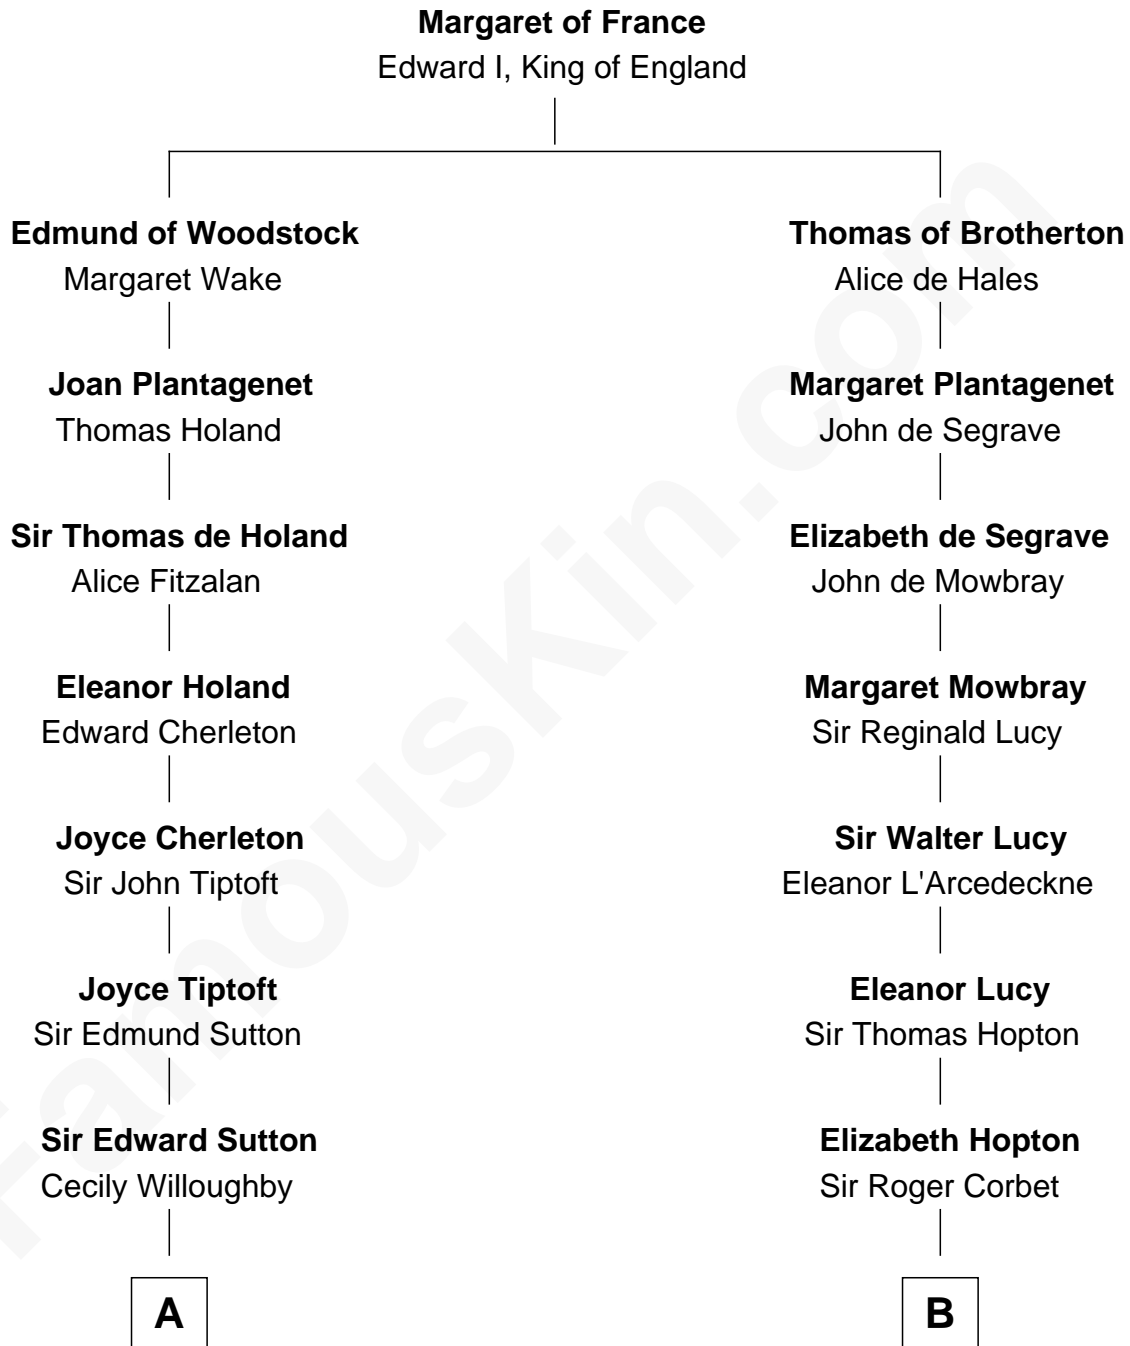 Margaret of France
Edward I, King of England
Edmund of Woodstock
Margaret Wake
Thomas of Brotherton
Alice de Hales
Joan Plantagenet
Thomas Holand
Margaret Plantagenet
John de Segrave
Sir Thomas de Holand
Alice Fitzalan
Elizabeth de Segrave
John de Mowbray
Eleanor Holand
Edward Cherleton
Margaret Mowbray
Sir Reginald Lucy
Joyce Cherleton
Sir John Tiptoft
Sir Walter Lucy
Eleanor L'Arcedeckne
Joyce Tiptoft
Sir Edmund Sutton
Eleanor Lucy
Sir Thomas Hopton
Sir Edward Sutton
Cecily Willoughby
Elizabeth Hopton
Sir Roger Corbet
A
B
FamousKin.com